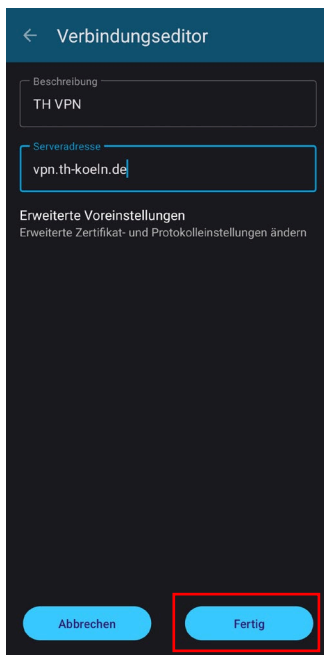 Verbindungseditor
Beschreibung
TH VPN
Serveradresse
vpn.th-koeln.de
Erweiterte Voreinstellungen
Erweiterte Zertifikat- und Protokolleinstellungen ändern
Abbrechen
Fertig